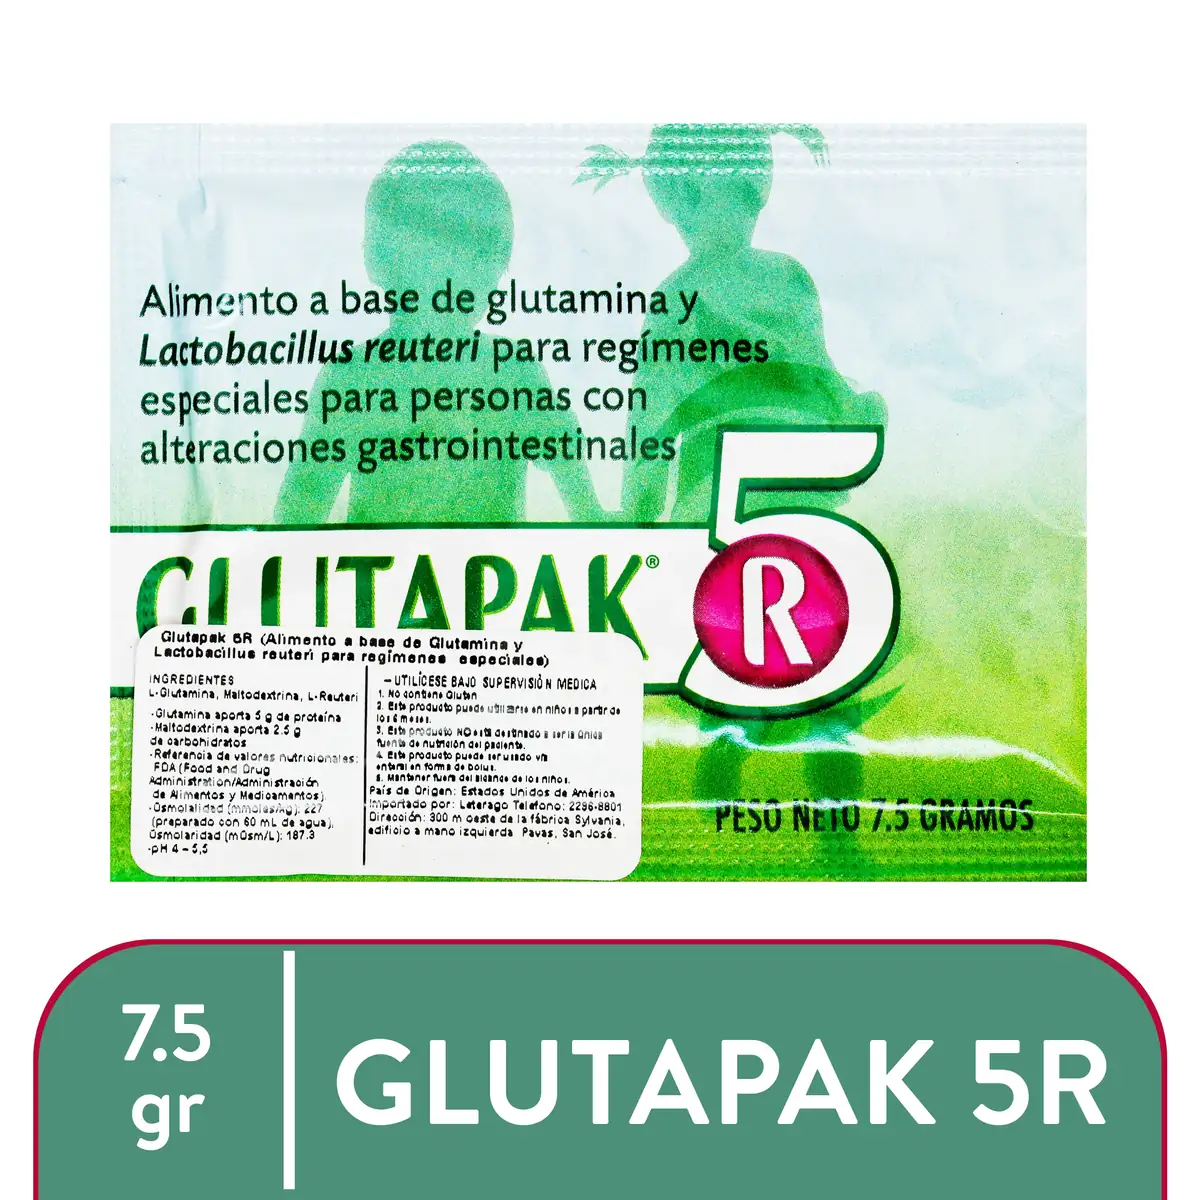 Alimento a base de glutamina y
Lactobacillus reuteri para regímenes
especiales para personas con
alteraciones gastrointestinales
5
GLUTAPAK®
R
Glutapak 5R (Alimento a base de Glutamina y
Lactobacillus reuteri para regímenes especiales)
INGREDIENTES
L-Glutamina, Maltodextrina, L-Reuteri
-Glutamina aporta 5 g de proteína
-Maltodextrina aporta 2.5 g
de carbohidratos
-Referencia de valores nutricionales:
FDA (Food and Drug
Administration/Administración
de Alimentos y Medicamentos).
-Osmolalidad (mmoles/kg): 227
(preparado con 60 mL de agua),
Osmolaridad (mOsm/L): 187.3
-pH 4 – 5,5
– UTILÍCESE BAJO SUPERVISIÓN MEDICA
1. No contiene Gluten
2. Este producto puede utilizarse en niños a partir de
los 6 meses.
3. Este producto NO está destinado a ser la única
fuente de nutrición del paciente.
4. Este producto puede ser usado vía
enteral en forma de bolus.
5. Mantener fuera del alcance de los niños.
País de Origen: Estados Unidos de América
Importado por: Leterago Teléfono: 2296-8801
Dirección: 300 m oeste de la fábrica Sylvania,
edificio a mano izquierda. Pavas, San José.
PESO NETO 7.5 GRAMOS
7.5
gr
GLUTAPAK 5R